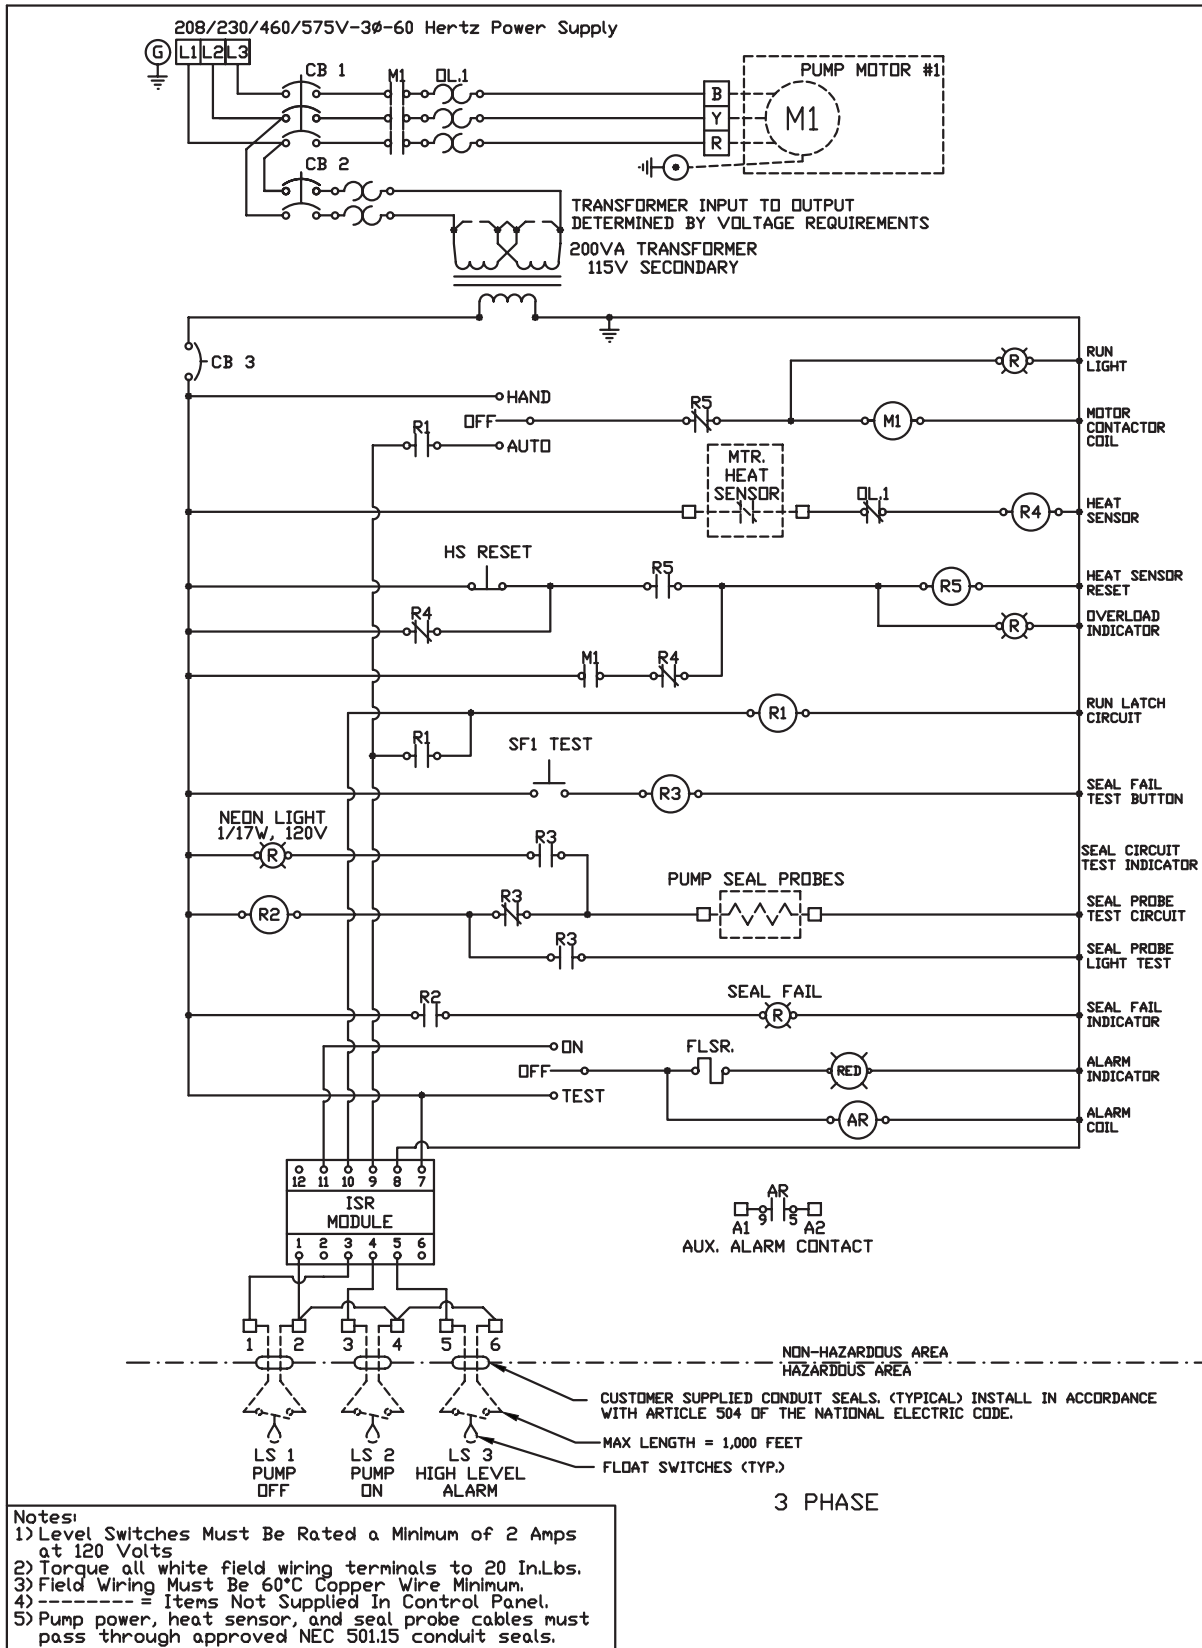 208/230/460/575V-3ø-60 Hertz Power Supply
G L1 L2 L3
CB 1
M1
OL.1
PUMP MOTOR #1
B
Y
R
M1
CB 2
TRANSFORMER INPUT TO OUTPUT
DETERMINED BY VOLTAGE REQUIREMENTS
200VA TRANSFORMER
115V SECONDARY
CB 3
R
RUN
LIGHT
HAND
OFF
R5
M1
MOTOR
CONTACTOR
COIL
R1
AUTO
MTR.
HEAT
SENSOR
OL.1
R4
HEAT
SENSOR
HS RESET
R5
R5
HEAT SENSOR
RESET
R4
R
OVERLOAD
INDICATOR
M1
R4
R1
RUN LATCH
CIRCUIT
R1
SF1 TEST
R3
SEAL FAIL
TEST BUTTON
NEON LIGHT
1/17W, 120V
R
R3
SEAL CIRCUIT
TEST INDICATOR
PUMP SEAL PROBES
R2
R3
SEAL PROBE
TEST CIRCUIT
R3
SEAL PROBE
LIGHT TEST
R2
SEAL FAIL
R
SEAL FAIL
INDICATOR
ON
OFF
FLSR.
RED
ALARM
INDICATOR
TEST
AR
ALARM
COIL
12 11 10 9 8 7
ISR
MODULE
1 2 3 4 5 6
AR
A1 9 5 A2
AUX. ALARM CONTACT
1 2 3 4 5 6
NON-HAZARDOUS AREA
HAZARDOUS AREA
CUSTOMER SUPPLIED CONDUIT SEALS. (TYPICAL) INSTALL IN ACCORDANCE
WITH ARTICLE 504 OF THE NATIONAL ELECTRIC CODE.
MAX LENGTH = 1,000 FEET
FLOAT SWITCHES (TYP.)
LS 1
PUMP
OFF
LS 2
PUMP
ON
LS 3
HIGH LEVEL
ALARM
3 PHASE
Notes:
1) Level Switches Must Be Rated a Minimum of 2 Amps
at 120 Volts
2) Torque all white field wiring terminals to 20 In.Lbs.
3) Field Wiring Must Be 60°C Copper Wire Minimum.
4) --------- = Items Not Supplied In Control Panel.
5) Pump power, heat sensor, and seal probe cables must
pass through approved NEC 501.15 conduit seals.